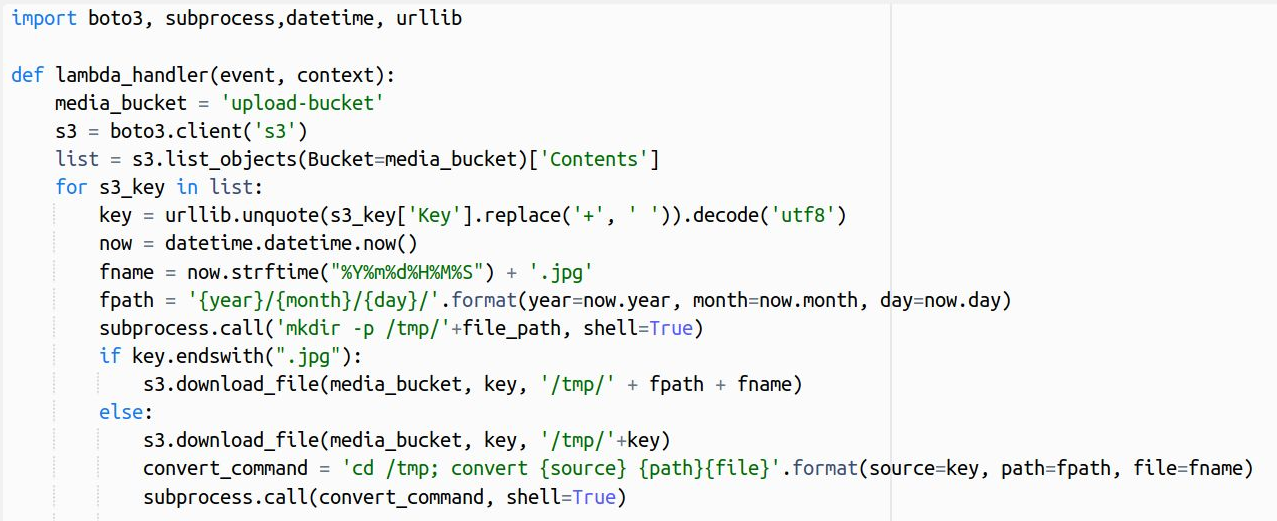 import boto3, subprocess,datetime, urllib
def lambda_handler(event, context):
    media_bucket = 'upload-bucket'
    s3 = boto3.client('s3')
    list = s3.list_objects(Bucket=media_bucket)['Contents']
    for s3_key in list:
        key = urllib.unquote(s3_key['Key'].replace('+', ' ')).decode('utf8')
        now = datetime.datetime.now()
        fname = now.strftime("%Y%m%d%H%M%S") + '.jpg'
        fpath = '{year}/{month}/{day}/'.format(year=now.year, month=now.month, day=now.day)
        subprocess.call('mkdir -p /tmp/'+file_path, shell=True)
        if key.endswith(".jpg"):
            s3.download_file(media_bucket, key, '/tmp/' + fpath + fname)
        else:
            s3.download_file(media_bucket, key, '/tmp/'+key)
            convert_command = 'cd /tmp; convert {source} {path}{file}'.format(source=key, path=fpath, file=fname)
            subprocess.call(convert_command, shell=True)